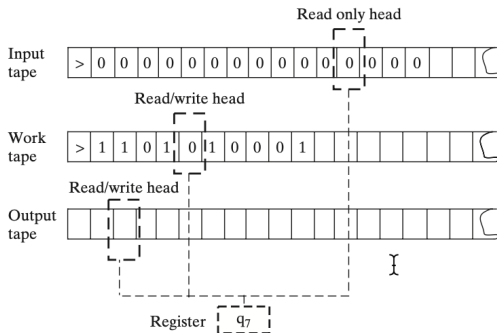 Read only head
Input tape
> 0 0 0 0 0 0 0 0 0 0 0 0 0 0 0
Read/write head
Work tape
> 1 1 0 1 0 1 0 0 0 1
Read/write head
Output tape
Register q₇